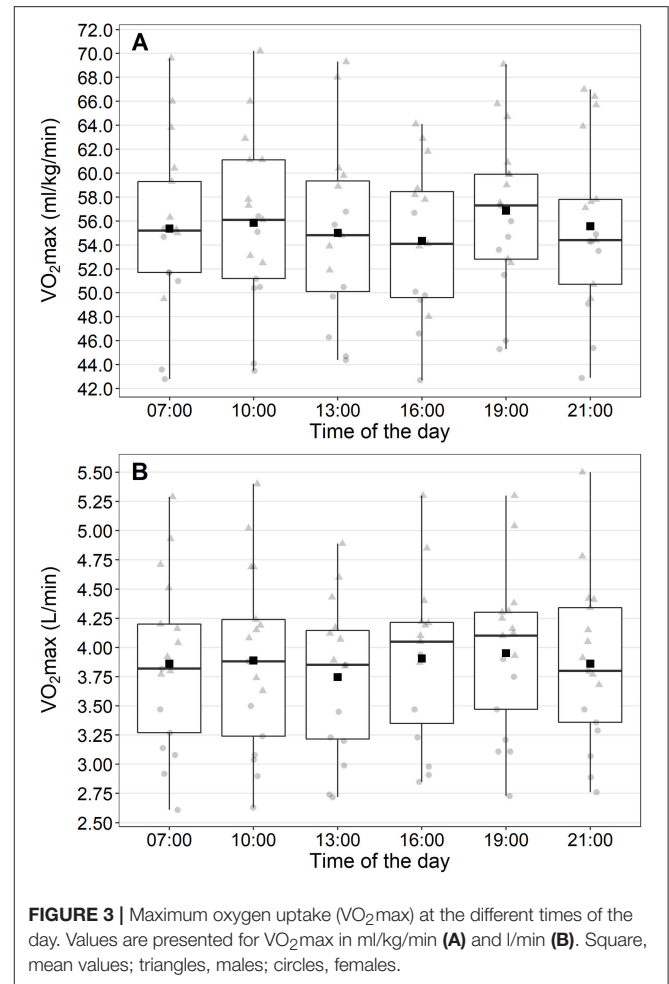 A
VO2max (ml/kg/min)
72.0
70.0
68.0
66.0
64.0
62.0
60.0
58.0
56.0
54.0
52.0
50.0
48.0
46.0
44.0
42.0
07:00 10:00 13:00 16:00 19:00 21:00
Time of the day
B
VO2max (L/min)
5.50
5.25
5.00
4.75
4.50
4.25
4.00
3.75
3.50
3.25
3.00
2.75
2.50
07:00 10:00 13:00 16:00 19:00 21:00
Time of the day
FIGURE 3 | Maximum oxygen uptake (VO2max) at the different times of the
day. Values are presented for VO2max in ml/kg/min (A) and l/min (B). Square,
mean values; triangles, males; circles, females.